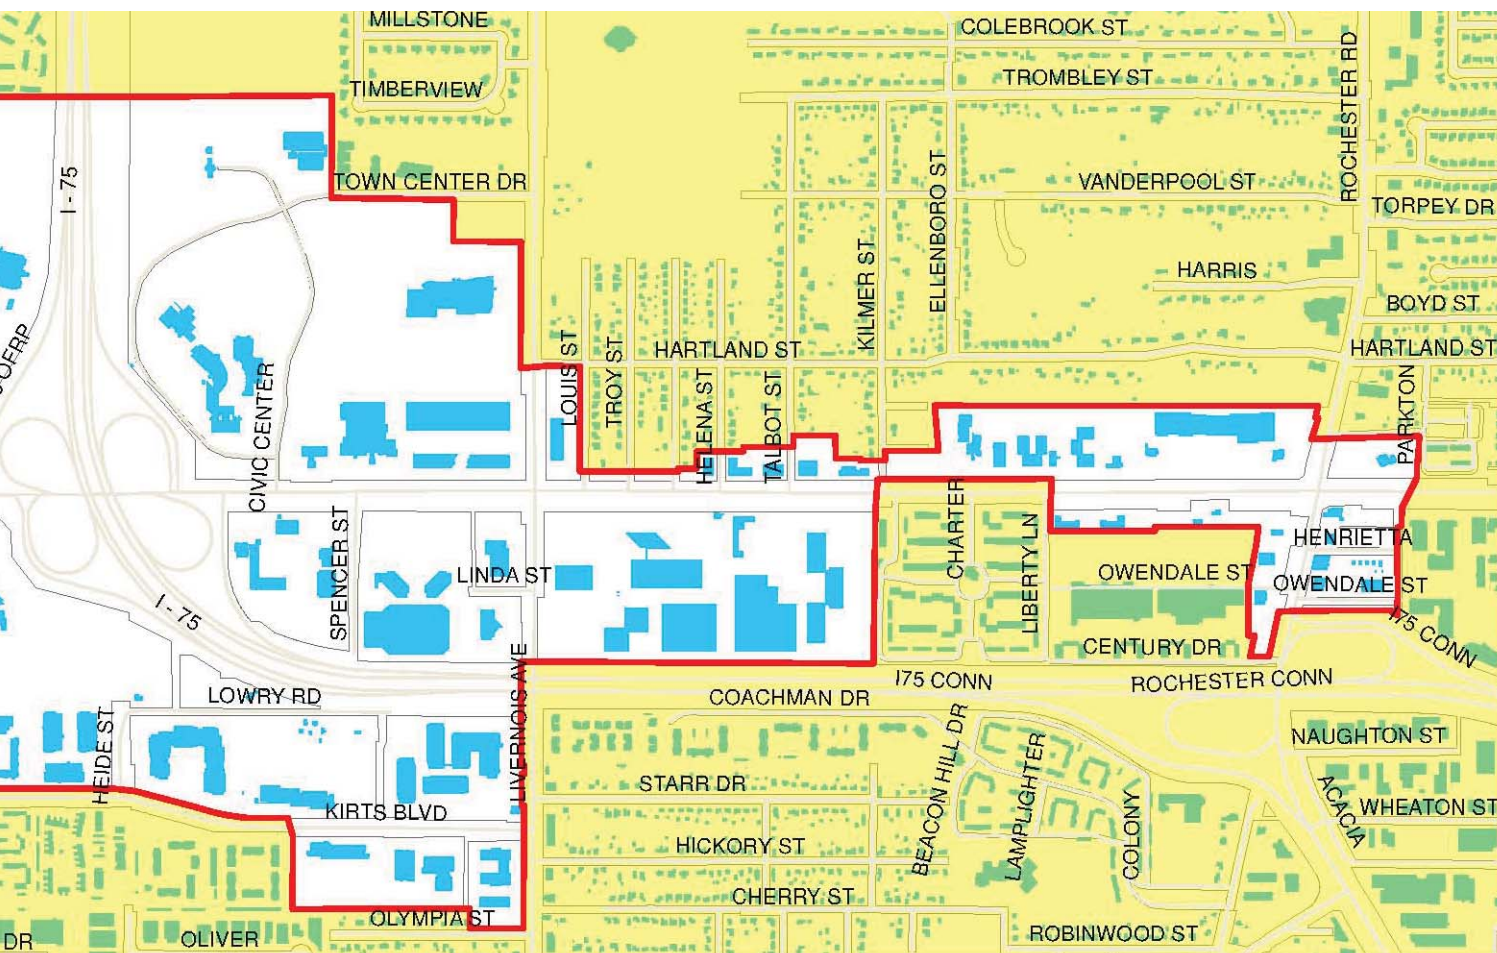 MILLSTONE
COLEBROOK ST
TROMBLEY ST
TIMBERVIEW
ROCHESTER RD
I - 75
TOWN CENTER DR
VANDERPOOL ST
TORPEY DR
ELLENBORO ST
KILMER ST
HARRIS
BOYD ST
LOUIS ST
TROY ST
HARTLAND ST
HARTLAND ST
HELENA ST
TALBOT ST
PARKTON
CIVIC CENTER
CHARTER
LIBERTY LN
SPENCER ST
HENRIETTA
LINDA ST
OWENDALE ST
OWENDALE ST
I - 75
I75 CONN
CENTURY DR
LIVERNOIS AVE
I75 CONN
ROCHESTER CONN
LOWRY RD
COACHMAN DR
HEIDE ST
BEACON HILL DR
LAMPLIGHTER
COLONY
NAUGHTON ST
STARR DR
ACACIA
WHEATON ST
KIRTS BLVD
HICKORY ST
CHERRY ST
OLYMPIA ST
DR
OLIVER
ROBINWOOD ST